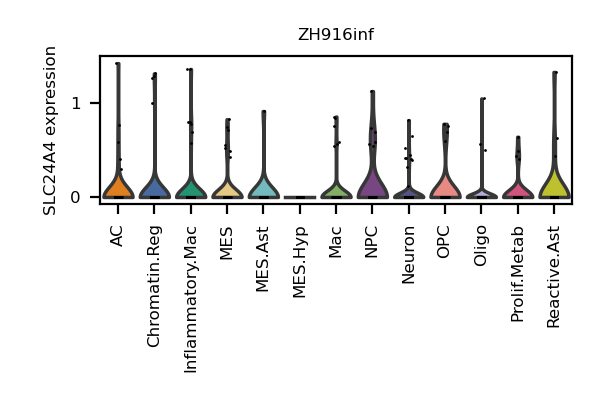 ZH916inf
SLC24A4 expression
1
0
AC
Chromatin.Reg
Inflammatory.Mac
MES
MES.Ast
MES.Hyp
Mac
NPC
Neuron
OPC
Oligo
Prolif.Metab
Reactive.Ast